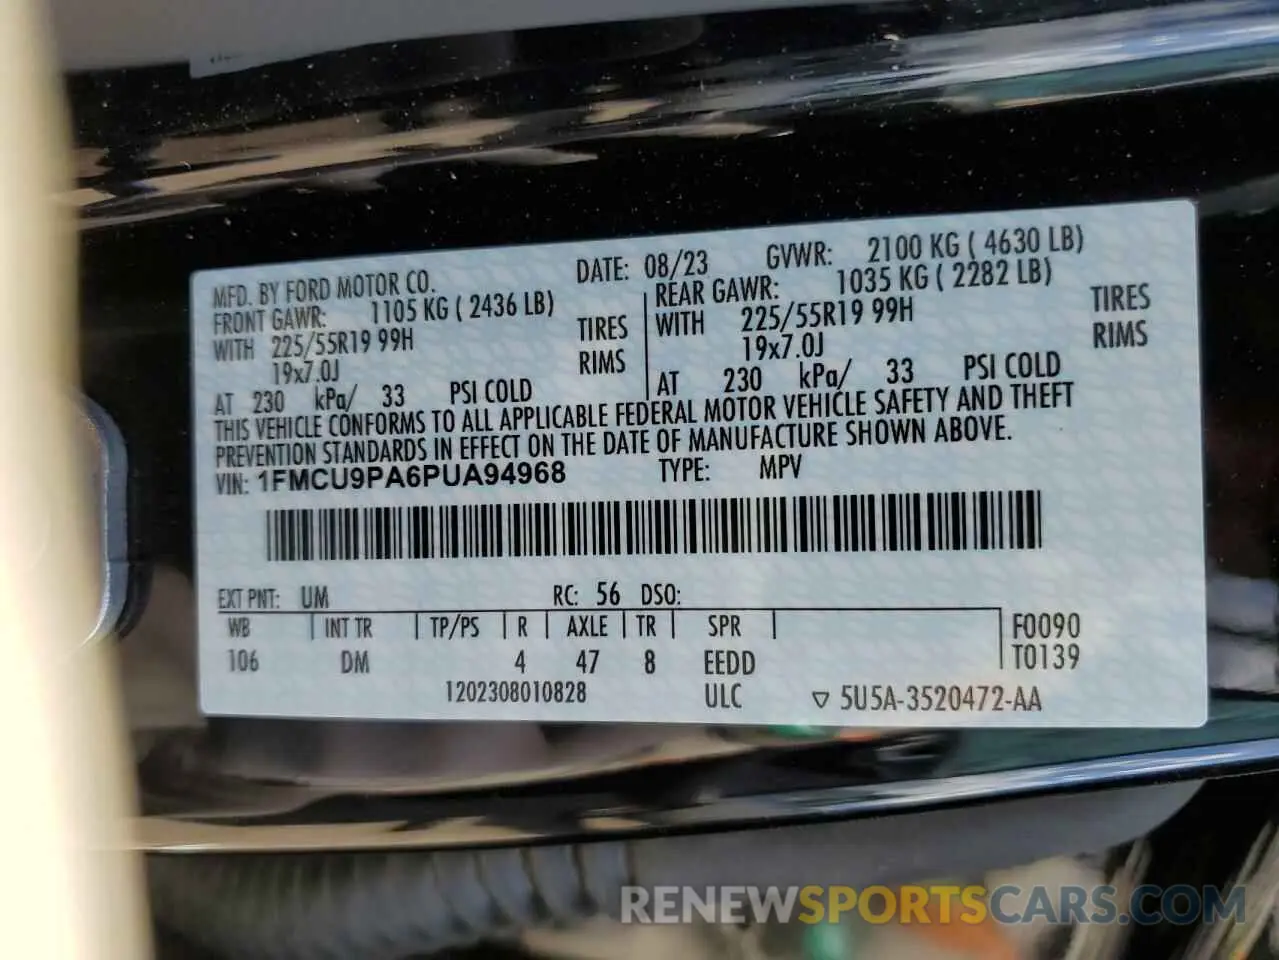 MFD. BY FORD MOTOR CO. DATE: 08/23 GVWR: 2100 KG ( 4630 LB)
FRONT GAWR: 1105 KG ( 2436 LB) REAR GAWR: 1035 KG ( 2282 LB)
WITH 225/55R19 99H TIRES WITH 225/55R19 99H TIRES
19x7.0J RIMS 19x7.0J RIMS
AT 230 kPa/ 33 PSI COLD AT 230 kPa/ 33 PSI COLD
THIS VEHICLE CONFORMS TO ALL APPLICABLE FEDERAL MOTOR VEHICLE SAFETY AND THEFT
PREVENTION STANDARDS IN EFFECT ON THE DATE OF MANUFACTURE SHOWN ABOVE.
VIN: 1FMCU9PA6PUA94968 TYPE: MPV
EXT PNT: UM RC: 56 DSO:
WB INT TR TP/PS R AXLE TR SPR F0090
106 DM 4 47 8 EEDD T0139
1202308010828 ULC ▽ 5U5A-3520472-AA
RENEWSPORTSCARS.COM